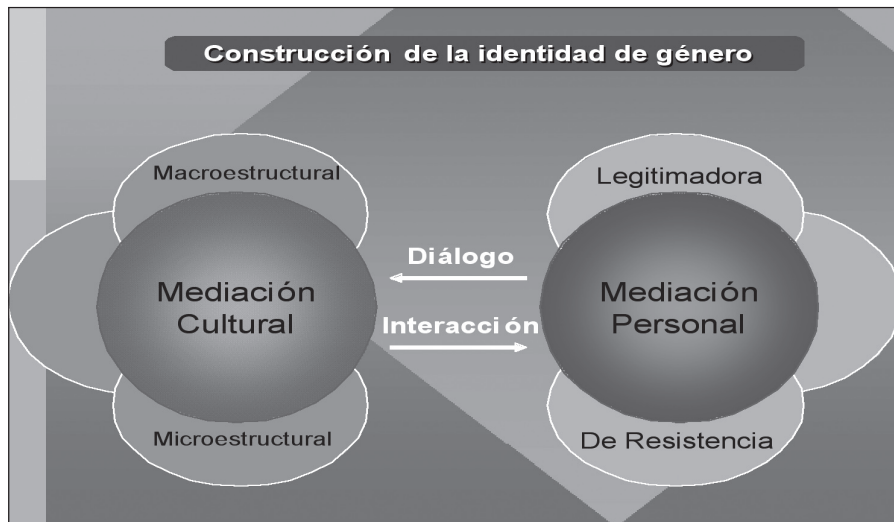 Construcción de la identidad de género
Macroestructural
Legitimadora
Diálogo
Mediación
Cultural
Mediación
Personal
Interacción
Microestructural
De Resistencia